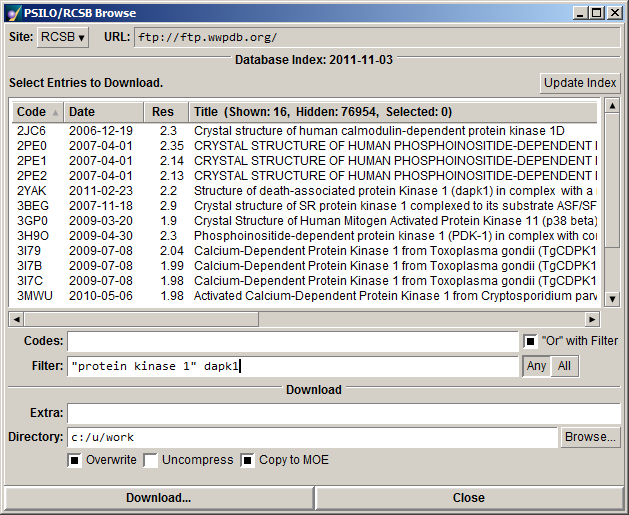 PSILO/RCSB Browse
Site: RCSB URL: ftp://ftp.wwpdb.org/
Database Index: 2011-11-03
Select Entries to Download. Update Index
Code Date Res Title (Shown: 16, Hidden: 76954, Selected: 0)
2JC6 2006-12-19 2.3 Crystal structure of human calmodulin-dependent protein kinase 1D
2PE0 2007-04-01 2.35 CRYSTAL STRUCTURE OF HUMAN PHOSPHOINOSITIDE-DEPENDENT
2PE1 2007-04-01 2.14 CRYSTAL STRUCTURE OF HUMAN PHOSPHOINOSITIDE-DEPENDENT
2PE2 2007-04-01 2.13 CRYSTAL STRUCTURE OF HUMAN PHOSPHOINOSITIDE-DEPENDENT
2YAK 2011-02-23 2.2 Structure of death-associated protein Kinase 1 (dapk1) in complex with a
3BEG 2007-11-18 2.9 Crystal structure of SR protein kinase 1 complexed to its substrate ASF/SF
3GP0 2009-03-20 1.9 Crystal Structure of Human Mitogen Activated Protein Kinase 11 (p38 beta)
3H9O 2009-04-30 2.3 Phosphoinositide-dependent protein kinase 1 (PDK-1) in complex with con
3I79 2009-07-08 2.04 Calcium-Dependent Protein Kinase 1 from Toxoplasma gondii (TgCDPK1
3I7B 2009-07-08 1.99 Calcium-Dependent Protein Kinase 1 from Toxoplasma gondii (TgCDPK1
3I7C 2009-07-08 1.98 Calcium-Dependent Protein Kinase 1 from Toxoplasma gondii (TgCDPK1
3MWU 2010-05-06 1.98 Activated Calcium-Dependent Protein Kinase 1 from Cryptosporidium parv
Codes: "Or" with Filter
Filter: "protein kinase 1" dapk1 Any All
Download
Extra:
Directory: c:/u/work Browse...
Overwrite Uncompress Copy to MOE
Download... Close